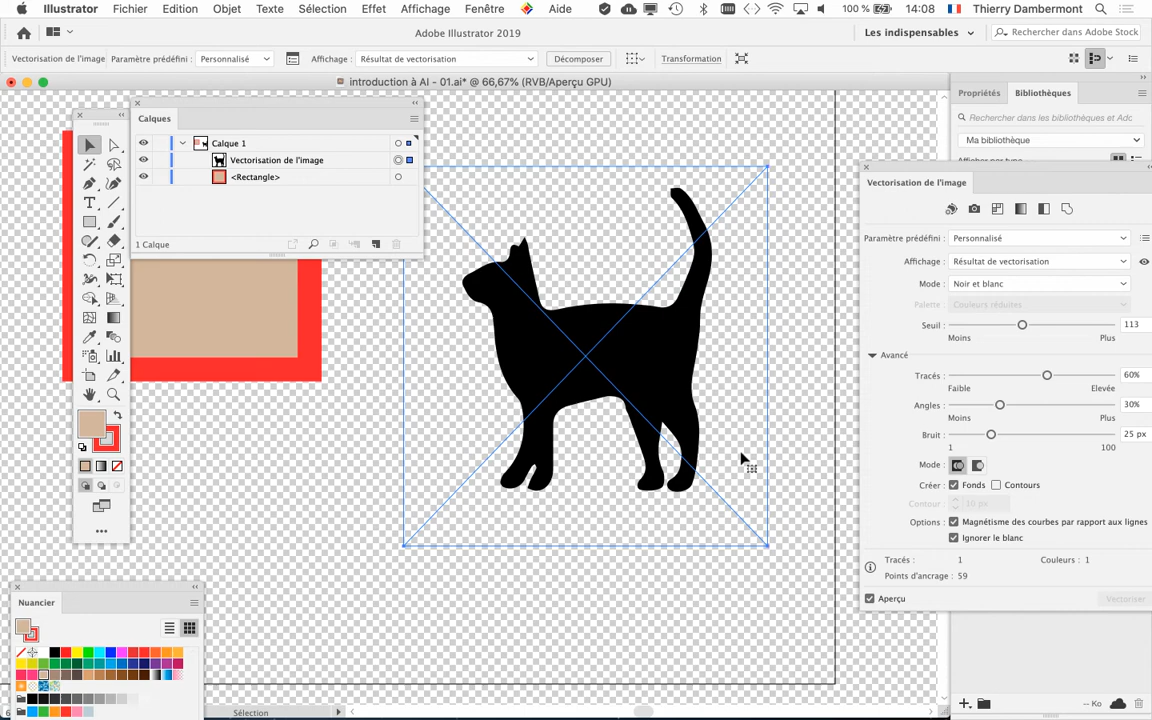 Illustrator Fichier Edition Objet Texte Sélection Effet Affichage Fenêtre Aide 100 % 14:08 Thierry Dambermont
Adobe Illustrator 2019 Les indispensables Rechercher dans Adobe Stock
Vectorisation de l'image Paramètre prédéfini : Personnalisé Affichage : Résultat de vectorisation Décomposer Transformation
introduction à AI - 01.ai* @ 66,67% (RVB/Aperçu GPU)
Propriétés Bibliothèques
Calques
Rechercher dans les bibliothèques et Adob
Calque 1
Ma bibliothèque
Vectorisation de l'image
<Rectangle>
1 Calque
Vectorisation de l'image
Paramètre prédéfini : Personnalisé
Affichage : Résultat de vectorisation
Mode : Noir et blanc
Palette : Couleurs réduites
Seuil : 113
Moins Plus
Avancé
Tracés : 60%
Faible Elevée
Angles : 30%
Moins Plus
Bruit : 25 px
1 100
Mode :
Créer : Fonds Contours
Contour : 10 px
Options : Magnétisme des courbes par rapport aux lignes
Ignorer le blanc
Tracés : 1 Couleurs : 1
Points d'ancrage : 59
Aperçu Vectoriser
Nuancier
Sélection
-- Ko